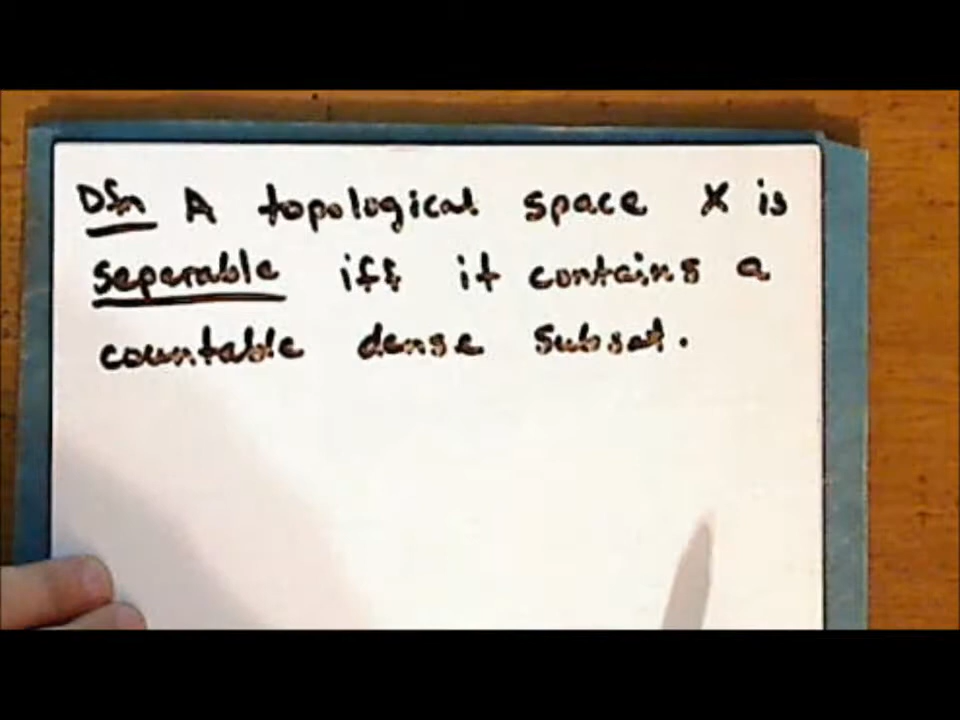 Dfn A topological space X is
seperable iff it contains a
countable dense subset.